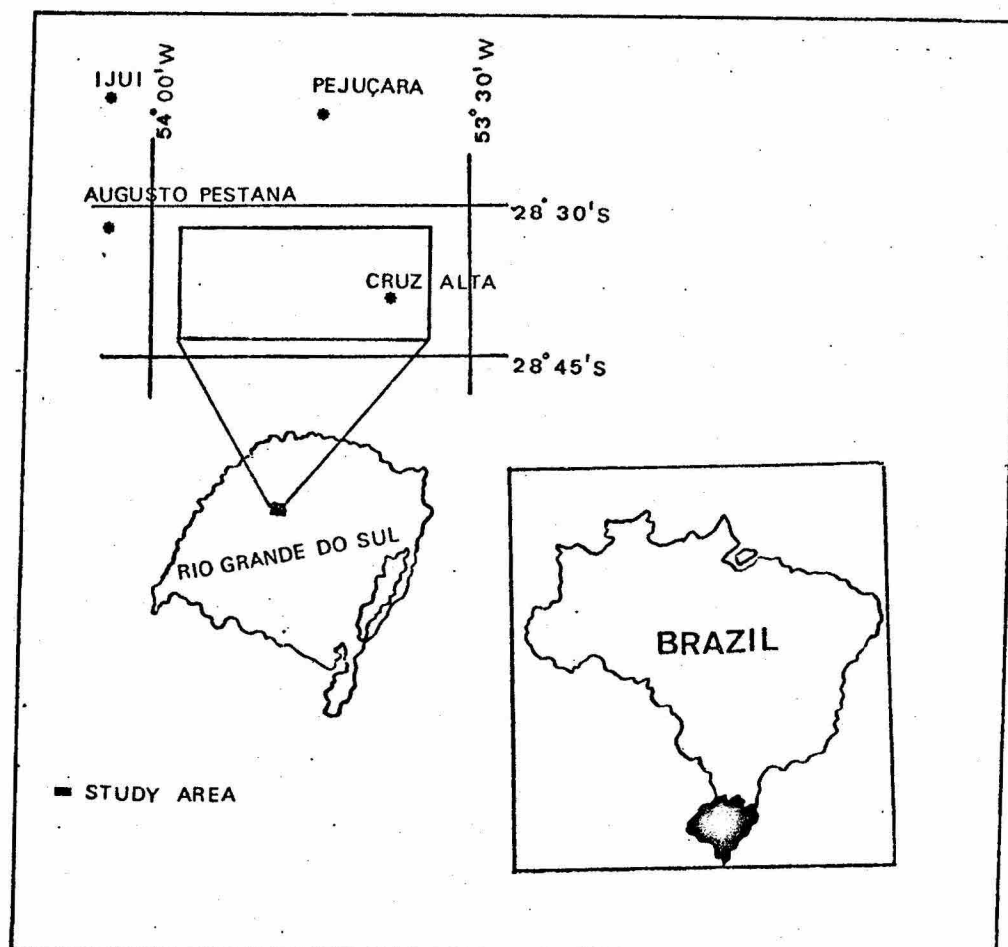 IJUI
54° 00' W
PEJUÇARA
53° 30' W
AUGUSTO PESTANA
28° 30'S
CRUZ ALTA
28° 45'S
RIO GRANDE DO SUL
BRAZIL
STUDY AREA